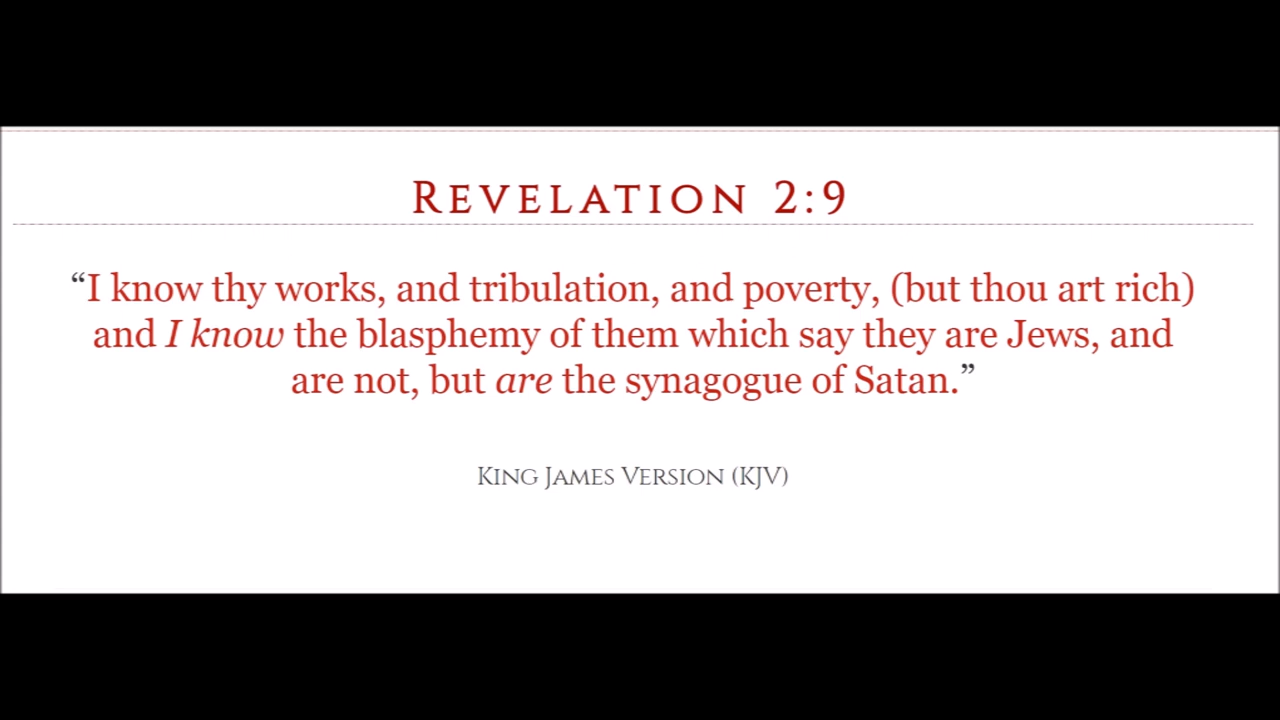 Revelation 2:9
“I know thy works, and tribulation, and poverty, (but thou art rich)
and I know the blasphemy of them which say they are Jews, and
are not, but are the synagogue of Satan.”
King James Version (KJV)